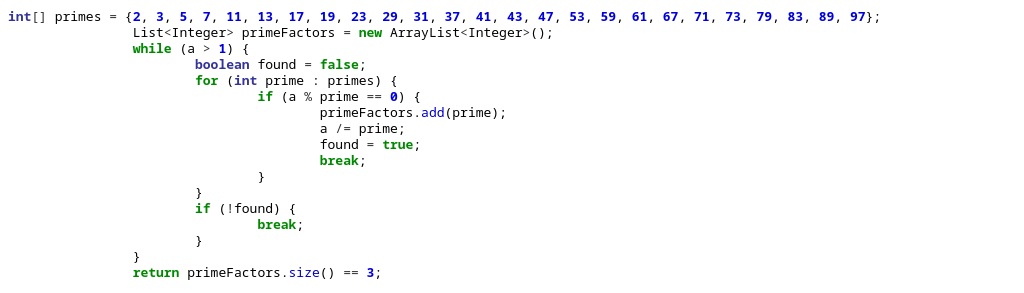 int[] primes = {2, 3, 5, 7, 11, 13, 17, 19, 23, 29, 31, 37, 41, 43, 47, 53, 59, 61, 67, 71, 73, 79, 83, 89, 97};
                List<Integer> primeFactors = new ArrayList<Integer>();
                while (a > 1) {
                        boolean found = false;
                        for (int prime : primes) {
                                if (a % prime == 0) {
                                        primeFactors.add(prime);
                                        a /= prime;
                                        found = true;
                                        break;
                                }
                        }
                        if (!found) {
                                break;
                        }
                }
                return primeFactors.size() == 3;